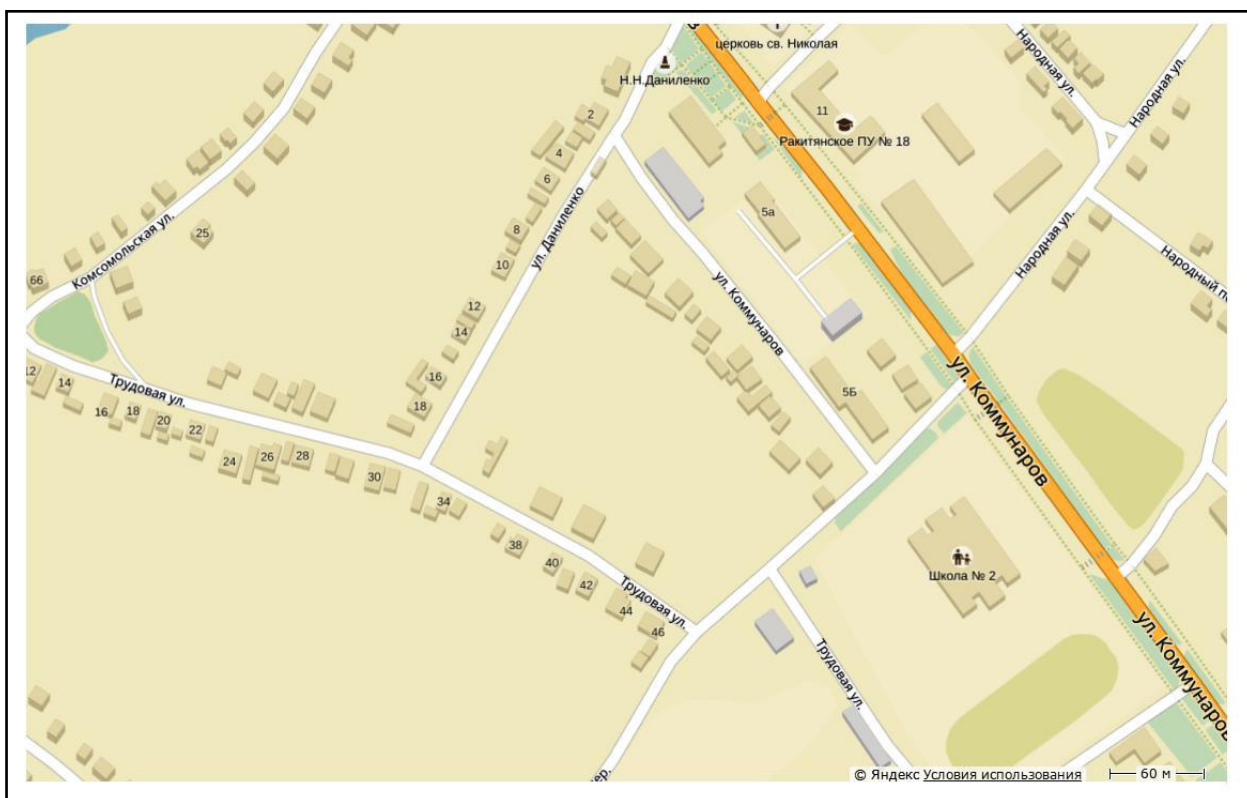 церковь св. Николая
Народная ул.
Народная ул.
Н.Н.Даниленко
2
11
Ракитянское ПУ № 18
4
6
ул. Даниленко
5а
8
25
Комсомольская ул.
Народная ул.
10
Народный п
66
ул. Коммунаров
12
14
ул. Коммунаров
12
14
Трудовая ул.
16
5Б
16
18
18
20
22
24
26
28
30
34
38
40
42
44
46
Школа № 2
Трудовая ул.
Трудовая ул.
ул. Коммунаров
ер.
© Яндекс Условия использования
60 м